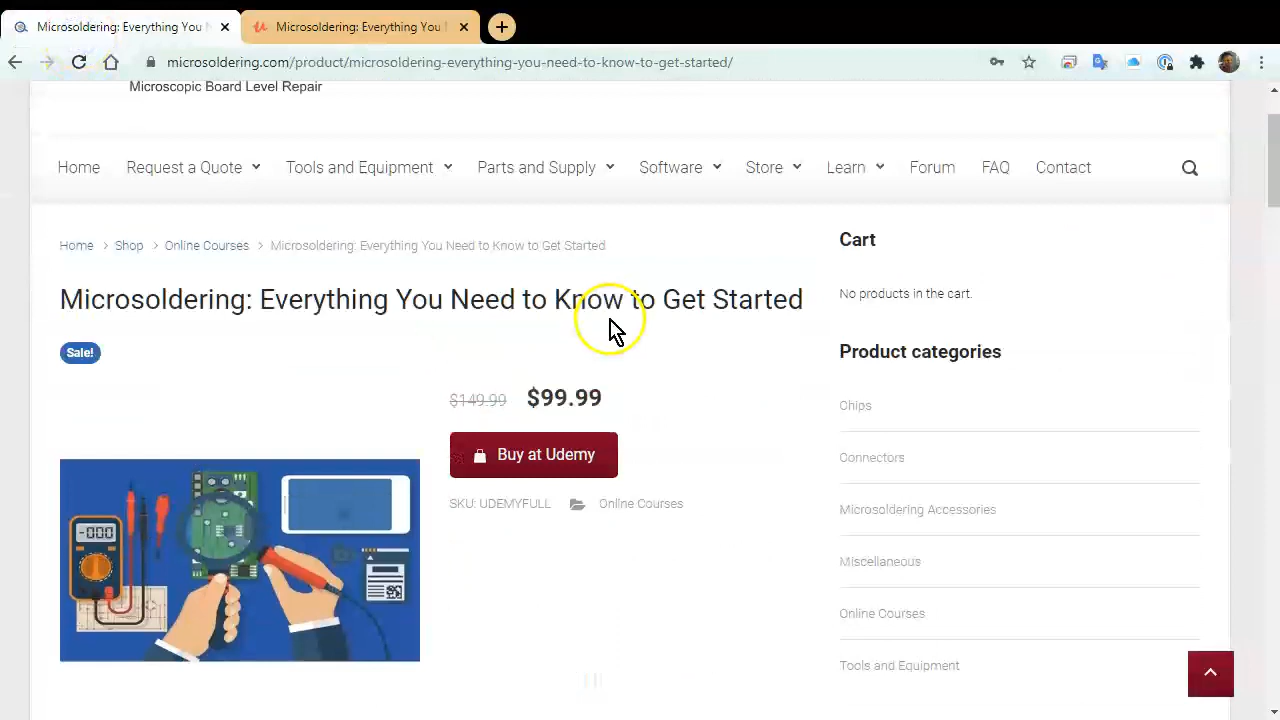 Microsoldering: Everything You N
Microsoldering: Everything You
microsoldering.com/product/microsoldering-everything-you-need-to-know-to-get-started/
Microscopic Board Level Repair
Home Request a Quote Tools and Equipment Parts and Supply Software Store Learn Forum FAQ Contact
Home > Shop > Online Courses > Microsoldering: Everything You Need to Know to Get Started
Microsoldering: Everything You Need to Know to Get Started
Sale!
$149.99 $99.99
Buy at Udemy
SKU: UDEMYFULL Online Courses
-000
Cart
No products in the cart.
Product categories
Chips
Connectors
Microsoldering Accessories
Miscellaneous
Online Courses
Tools and Equipment